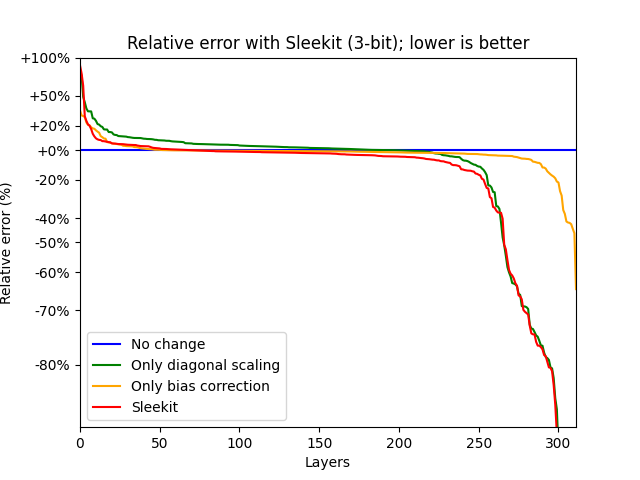 Relative error with Sleekit (3-bit); lower is better
+100%
+50%
+20%
+0%
-20%
-40%
-50%
-60%
-70%
-80%
Relative error (%)
No change
Only diagonal scaling
Only bias correction
Sleekit
0
50
100
150
200
250
300
Layers